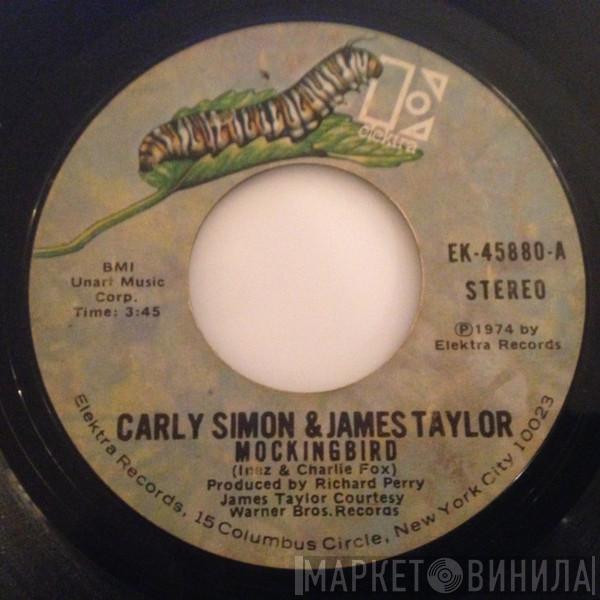 elektra
EK-45880-A
STEREO
℗1974 by
Elektra Records
BMI
Unart Music
Corp.
Time: 3:45
CARLY SIMON & JAMES TAYLOR
MOCKINGBIRD
(Inez & Charlie Fox)
Produced by Richard Perry
James Taylor Courtesy
Warner Bros. Records
Elektra Records, 15 Columbus Circle, New York City 10023
МАРКЕТ ВИНИЛА